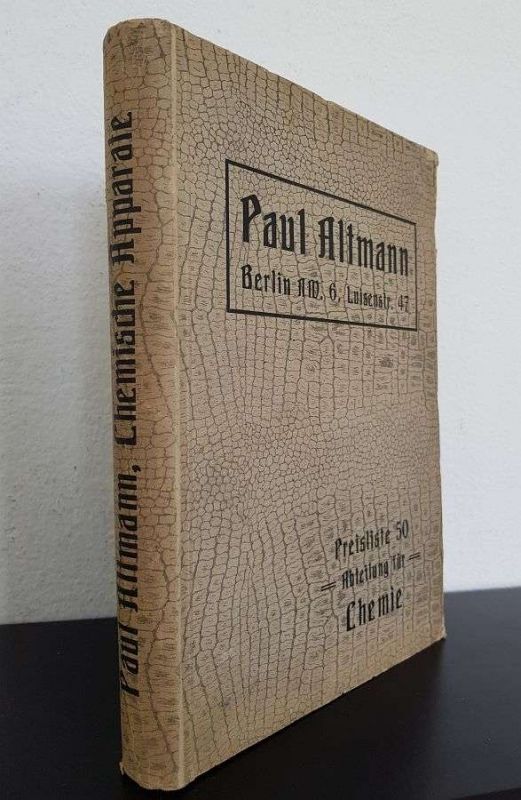 Paul Altmann, Chemische Apparate
Paul Altmann
Berlin NW. 6, Luisenstr. 47
Preisliste 50
Abteilung für
Chemie